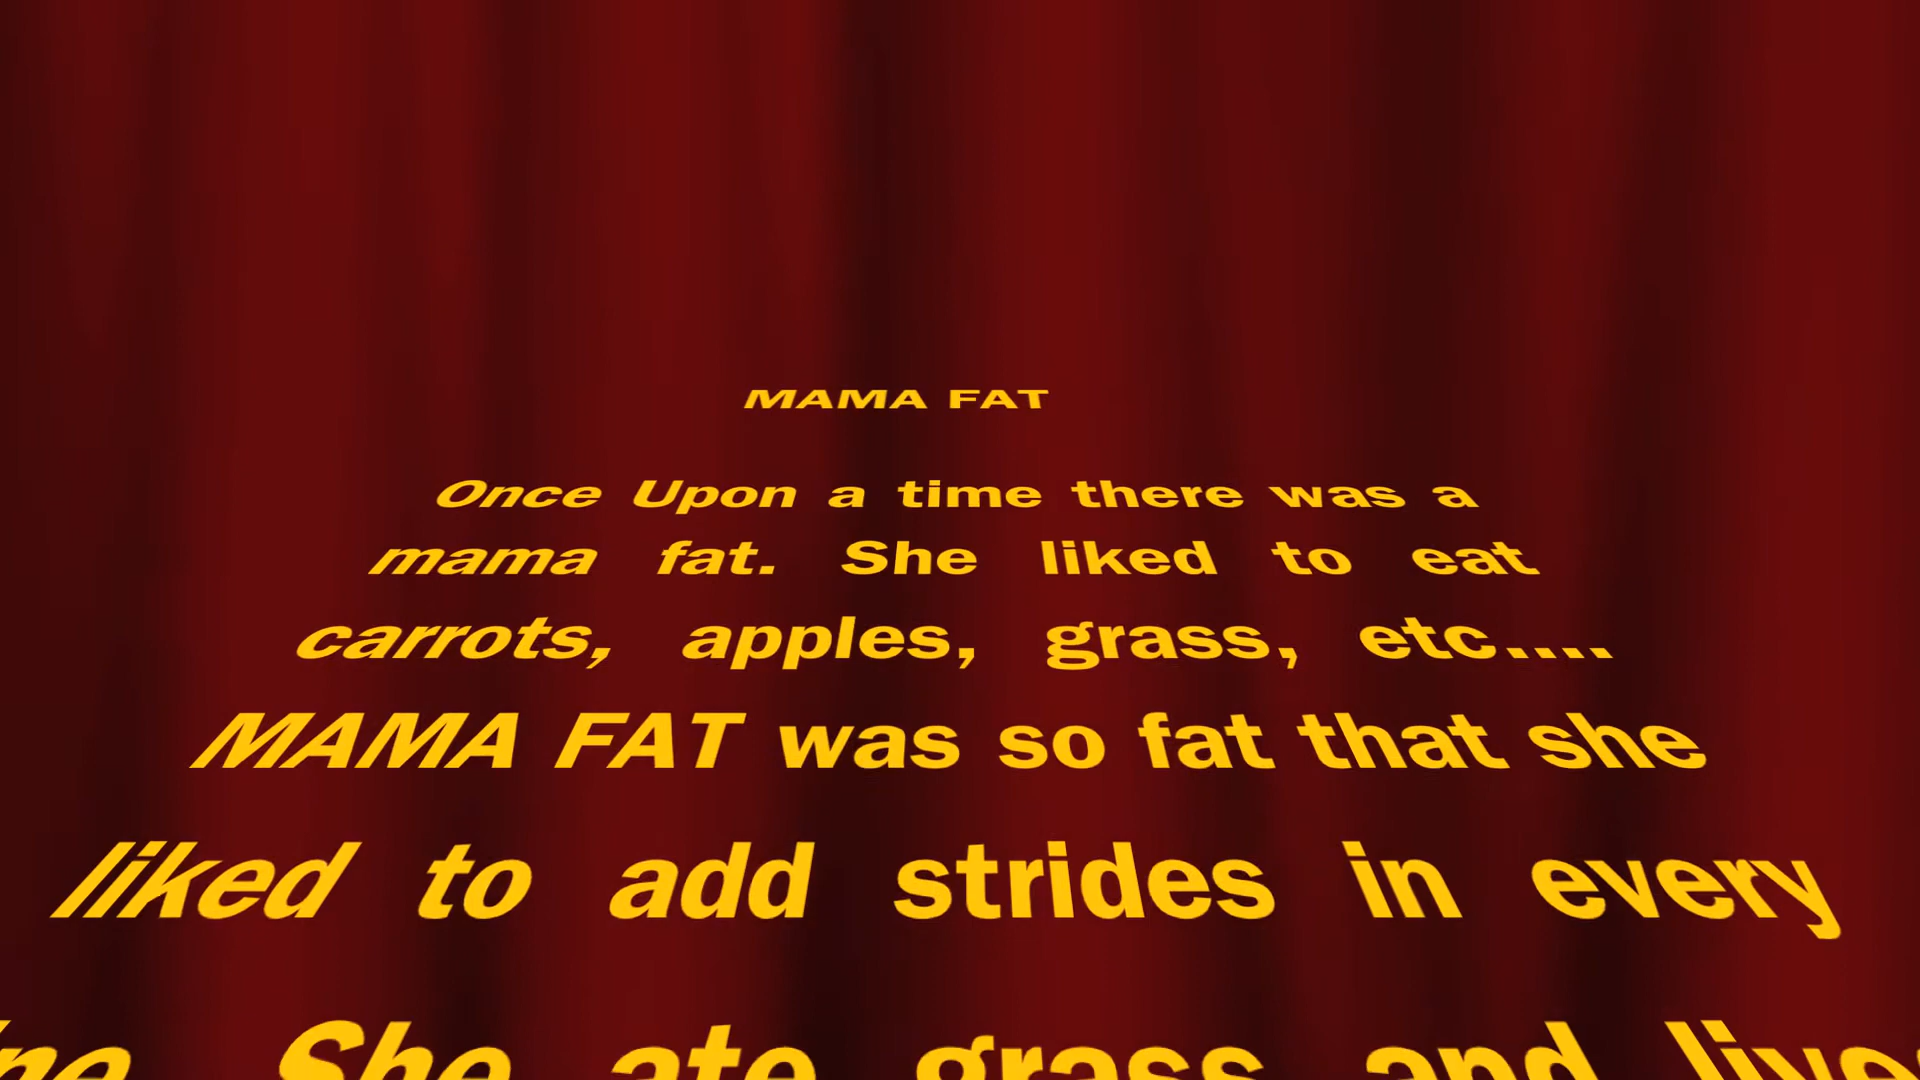 MAMA FAT
Once Upon a time there was a
mama fat. She liked to eat
carrots, apples, grass, etc....
MAMA FAT was so fat that she
liked to add strides in every
She ate grass and